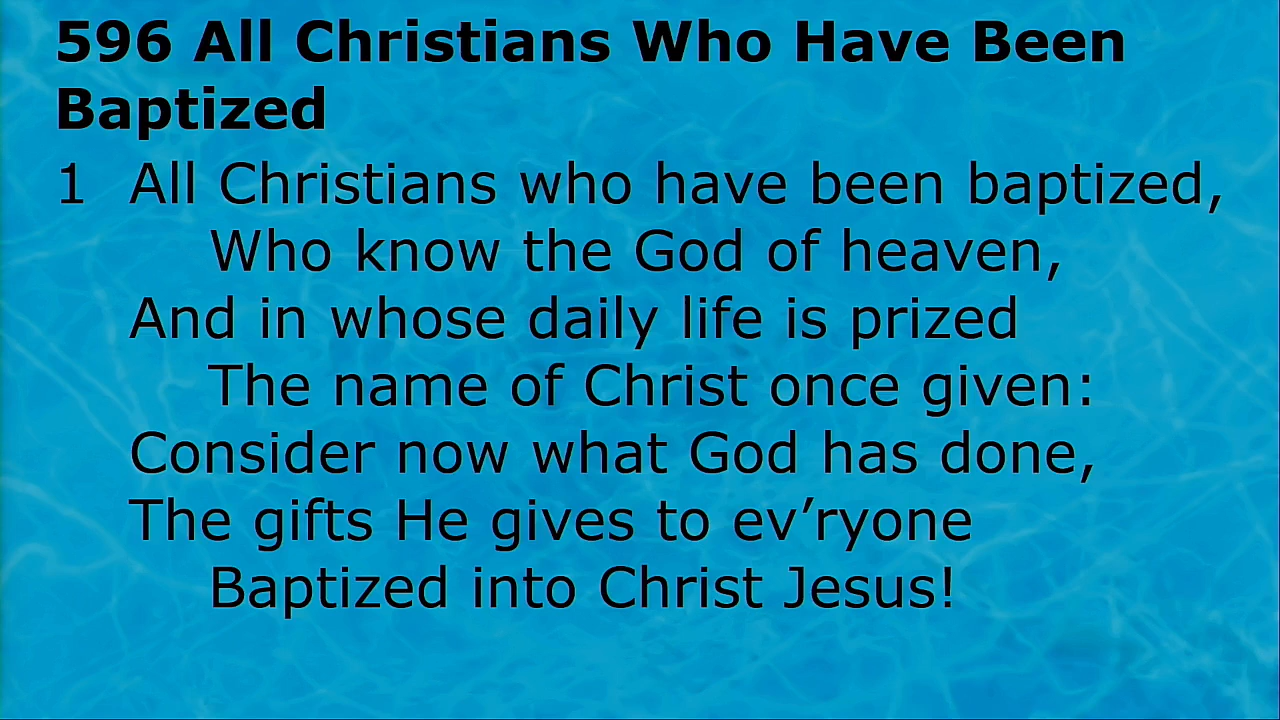 596 All Christians Who Have Been
Baptized
1 All Christians who have been baptized,
Who know the God of heaven,
And in whose daily life is prized
The name of Christ once given:
Consider now what God has done,
The gifts He gives to ev’ryone
Baptized into Christ Jesus!